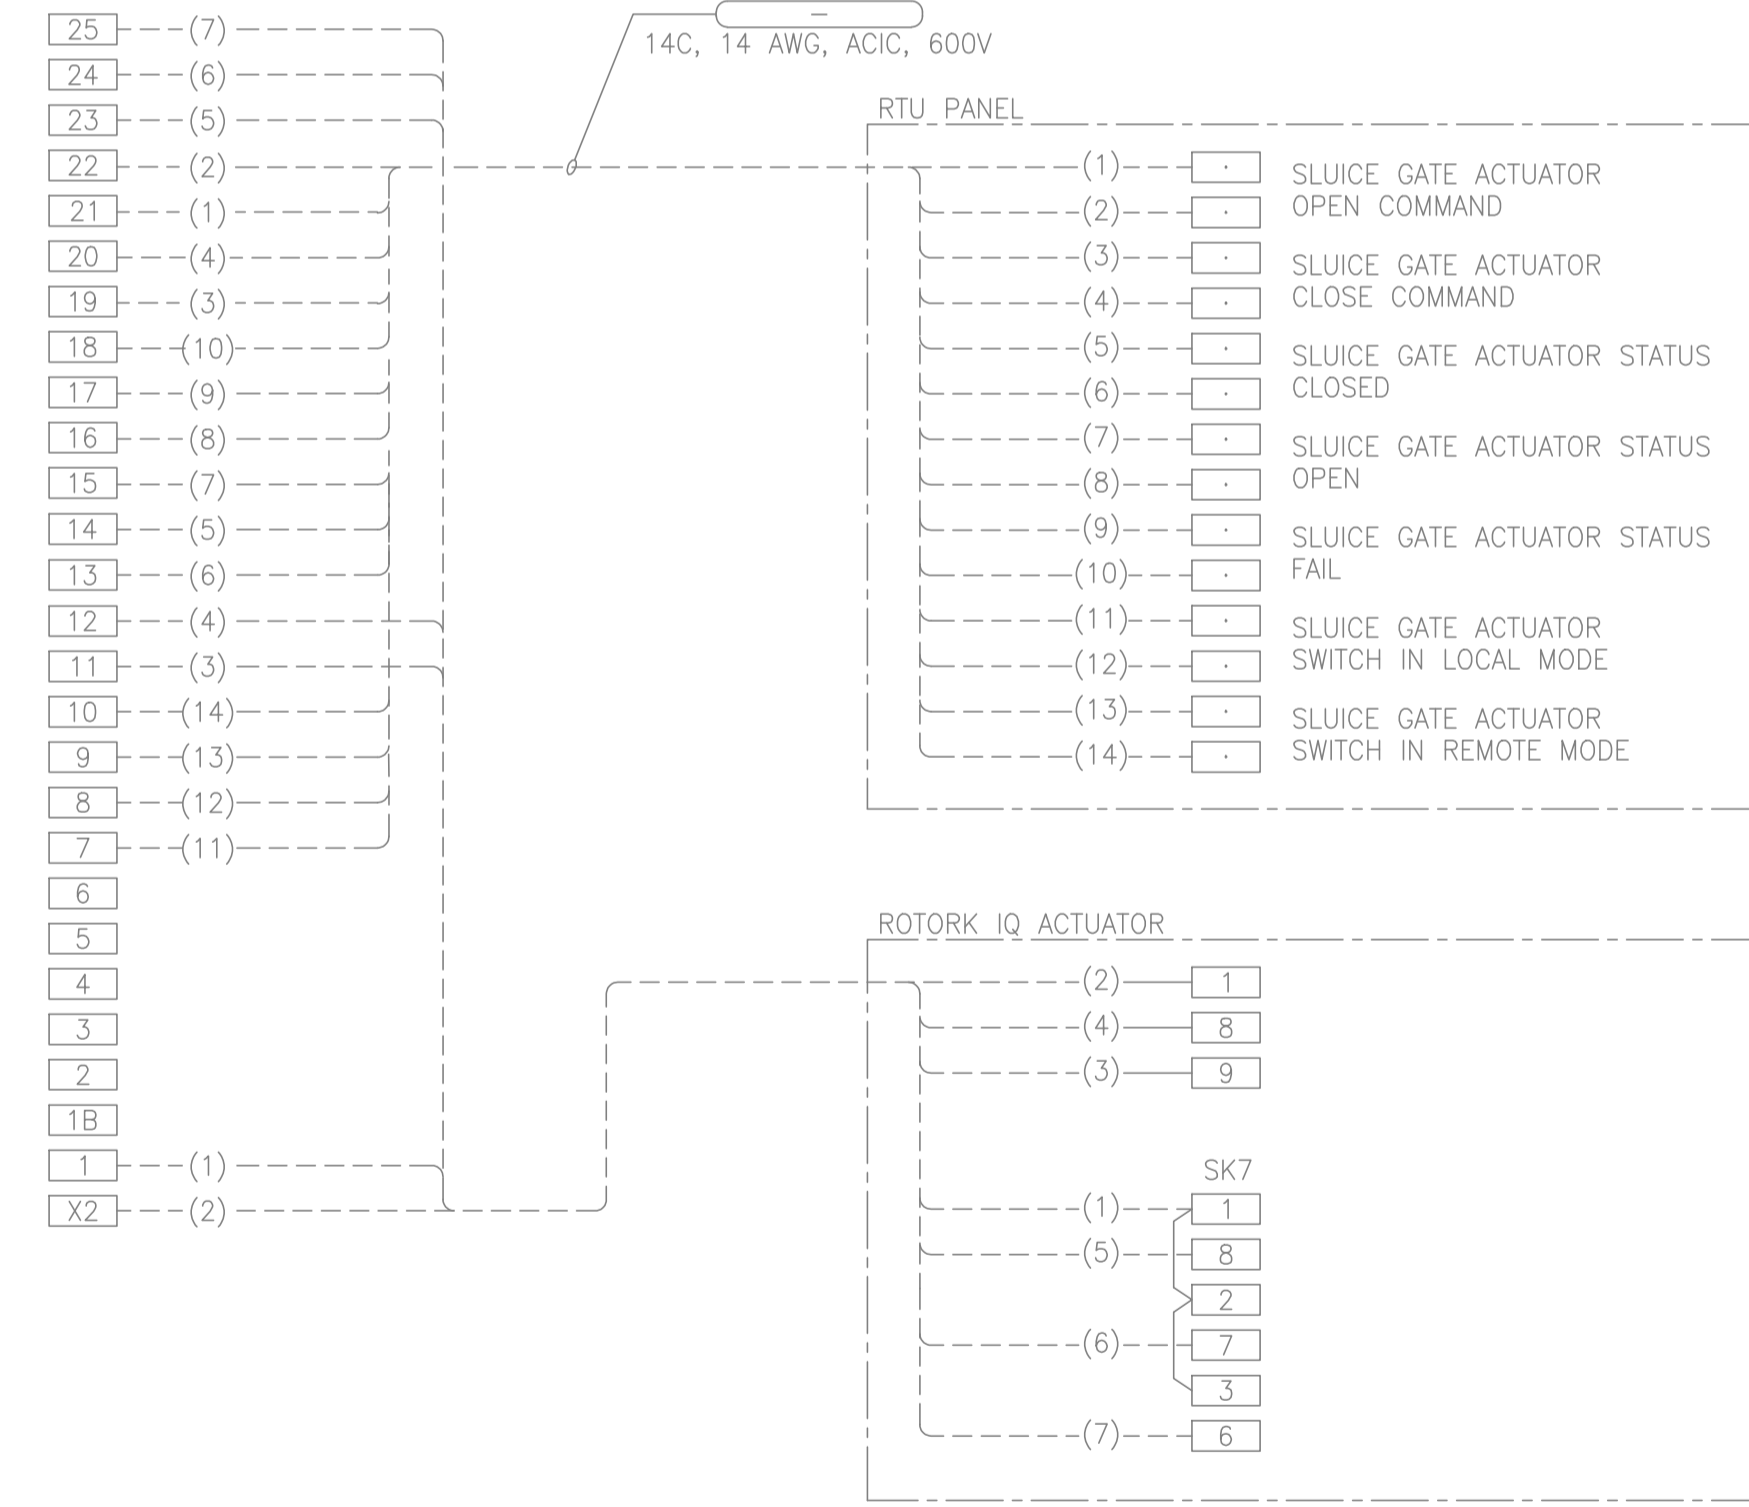 25 (7)
24 (6)
23 (5)
22 (2)
21 (1)
20 (4)
19 (3)
18 (10)
17 (9)
16 (8)
15 (7)
14 (5)
13 (6)
12 (4)
11 (3)
10 (14)
9 (13)
8 (12)
7 (11)
6
5
4
3
2
1B
1 (1)
X2 (2)
–
14C, 14 AWG, ACIC, 600V
RTU PANEL
(1) ·
(2) ·
SLUICE GATE ACTUATOR
OPEN COMMAND
(3) ·
(4) ·
SLUICE GATE ACTUATOR
CLOSE COMMAND
(5) ·
(6) ·
SLUICE GATE ACTUATOR STATUS
CLOSED
(7) ·
(8) ·
SLUICE GATE ACTUATOR STATUS
OPEN
(9) ·
(10) ·
SLUICE GATE ACTUATOR STATUS
FAIL
(11) ·
(12) ·
SLUICE GATE ACTUATOR
SWITCH IN LOCAL MODE
(13) ·
(14) ·
SLUICE GATE ACTUATOR
SWITCH IN REMOTE MODE
ROTORK IQ ACTUATOR
(2) 1
(4) 8
(3) 9
SK7
(1) 1
(5) 8
2
(6) 7
3
(7) 6